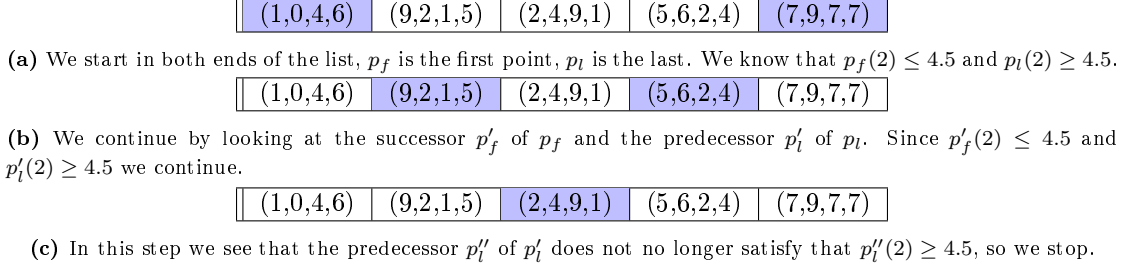 (1,0,4,6) (9,2,1,5) (2,4,9,1) (5,6,2,4) (7,9,7,7)
(a) We start in both ends of the list, p_f is the first point, p_l is the last. We know that p_f(2) ≤ 4.5 and p_l(2) ≥ 4.5.
(1,0,4,6) (9,2,1,5) (2,4,9,1) (5,6,2,4) (7,9,7,7)
(b) We continue by looking at the successor p'_f of p_f and the predecessor p'_l of p_l. Since p'_f(2) ≤ 4.5 and
p'_l(2) ≥ 4.5 we continue.
(1,0,4,6) (9,2,1,5) (2,4,9,1) (5,6,2,4) (7,9,7,7)
(c) In this step we see that the predecessor p''_l of p'_l does not no longer satisfy that p''_l(2) ≥ 4.5, so we stop.